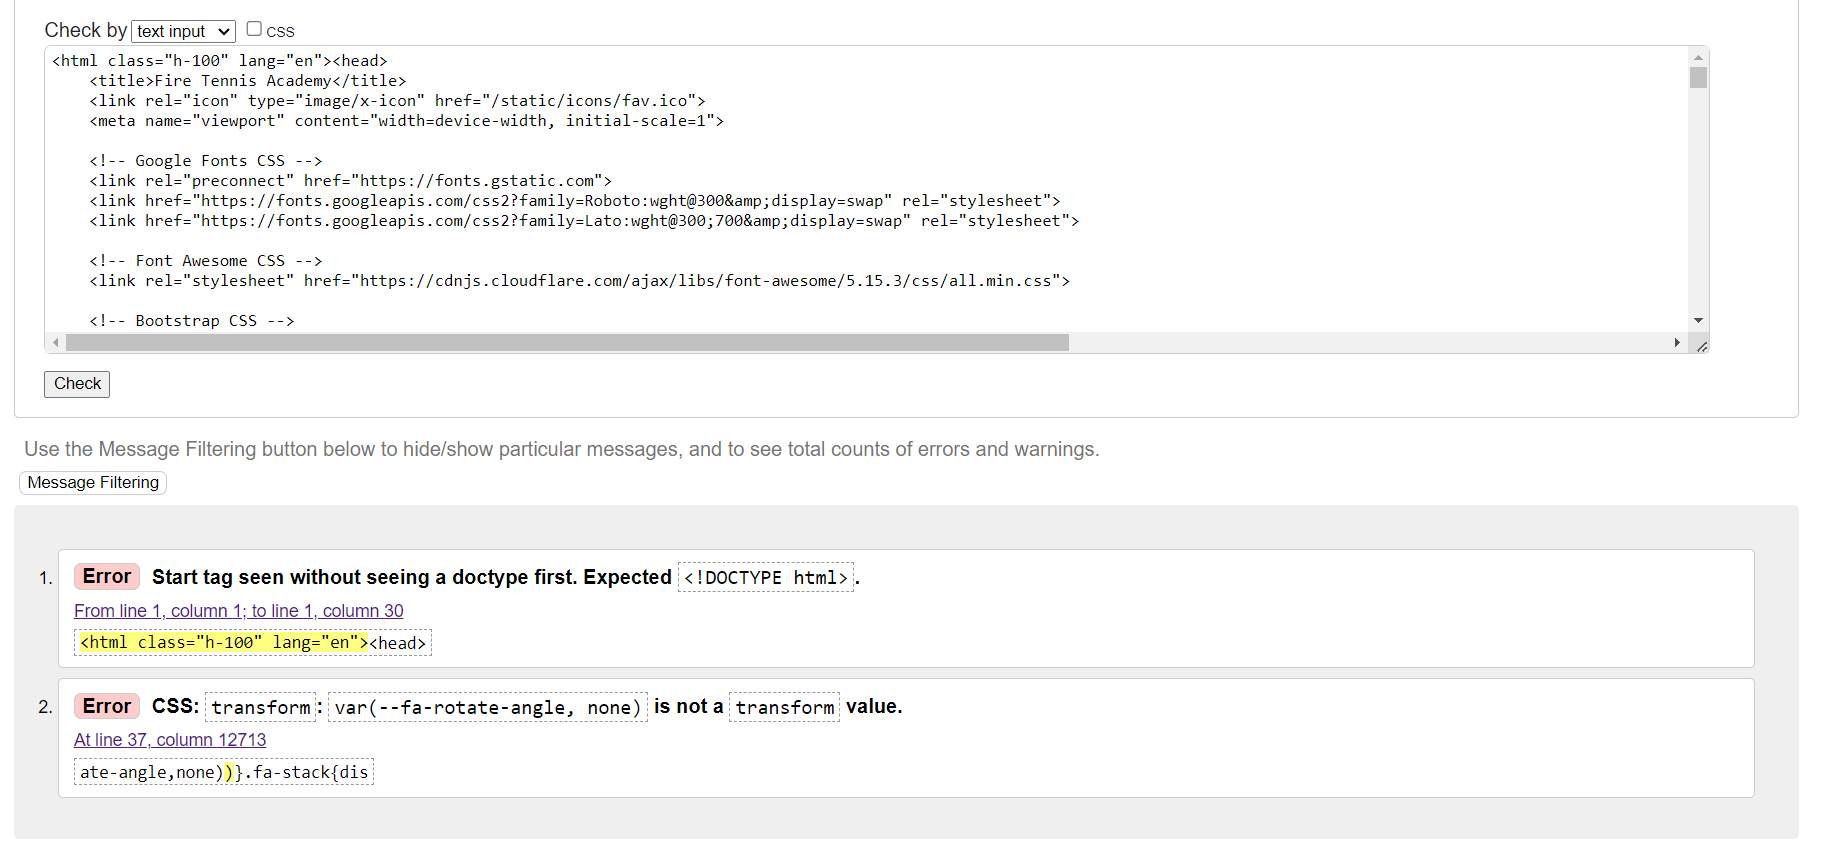 Check by text input CSS
<html class="h-100" lang="en"><head>
<title>Fire Tennis Academy</title>
<link rel="icon" type="image/x-icon" href="/static/icons/fav.ico">
<meta name="viewport" content="width=device-width, initial-scale=1">
<!-- Google Fonts CSS -->
<link rel="preconnect" href="https://fonts.gstatic.com">
<link href="https://fonts.googleapis.com/css2?family=Roboto:wght@300&amp;display=swap" rel="stylesheet">
<link href="https://fonts.googleapis.com/css2?family=Lato:wght@300;700&amp;display=swap" rel="stylesheet">
<!-- Font Awesome CSS -->
<link rel="stylesheet" href="https://cdnjs.cloudflare.com/ajax/libs/font-awesome/5.15.3/css/all.min.css">
<!-- Bootstrap CSS -->
Check
Use the Message Filtering button below to hide/show particular messages, and to see total counts of errors and warnings.
Message Filtering
1. Error Start tag seen without seeing a doctype first. Expected <!DOCTYPE html>.
From line 1, column 1; to line 1, column 30
<html class="h-100" lang="en"><head>
2. Error CSS: transform: var(--fa-rotate-angle, none) is not a transform value.
At line 37, column 12713
ate-angle,none))}.fa-stack{dis